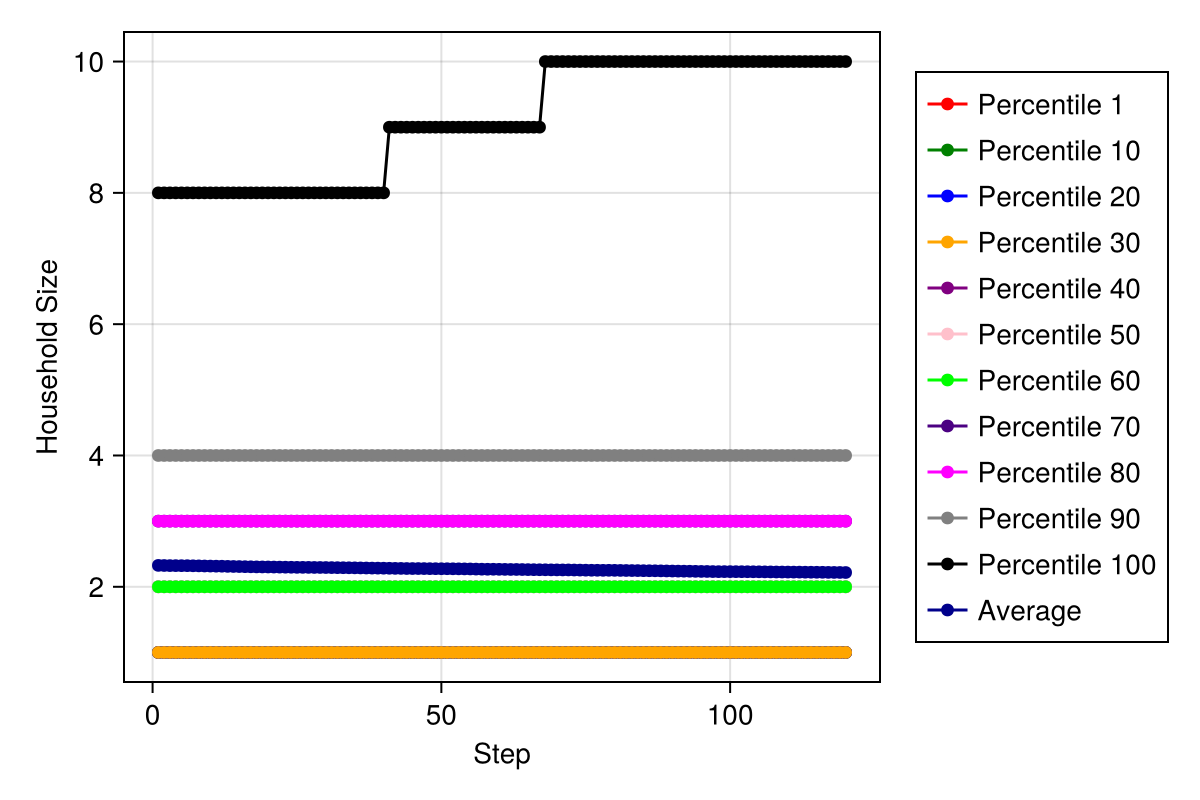 10
8
6
4
2
Household Size
0
50
100
Step
Percentile 1
Percentile 10
Percentile 20
Percentile 30
Percentile 40
Percentile 50
Percentile 60
Percentile 70
Percentile 80
Percentile 90
Percentile 100
Average